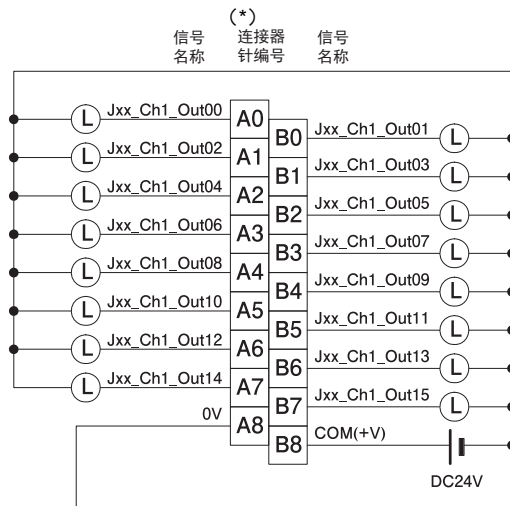 (*)
信号 连接器 信号
名称 针编号 名称
Jxx_Ch1_Out00 A0
L B0 Jxx_Ch1_Out01 L
Jxx_Ch1_Out02 A1
L B1 Jxx_Ch1_Out03 L
Jxx_Ch1_Out04 A2
L B2 Jxx_Ch1_Out05 L
Jxx_Ch1_Out06 A3
L B3 Jxx_Ch1_Out07 L
Jxx_Ch1_Out08 A4
L B4 Jxx_Ch1_Out09 L
Jxx_Ch1_Out10 A5
L B5 Jxx_Ch1_Out11 L
Jxx_Ch1_Out12 A6
L B6 Jxx_Ch1_Out13 L
Jxx_Ch1_Out14 A7
L B7 Jxx_Ch1_Out15 L
0V A8
B8 COM(+V)
DC24V